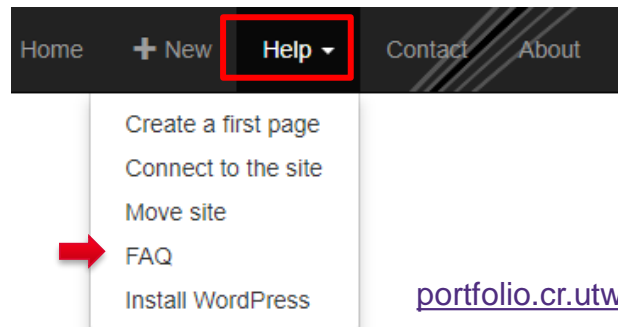 Home + New Help Contact About
Create a first page
Connect to the site
Move site
FAQ
Install WordPress
portfolio.cr.utw